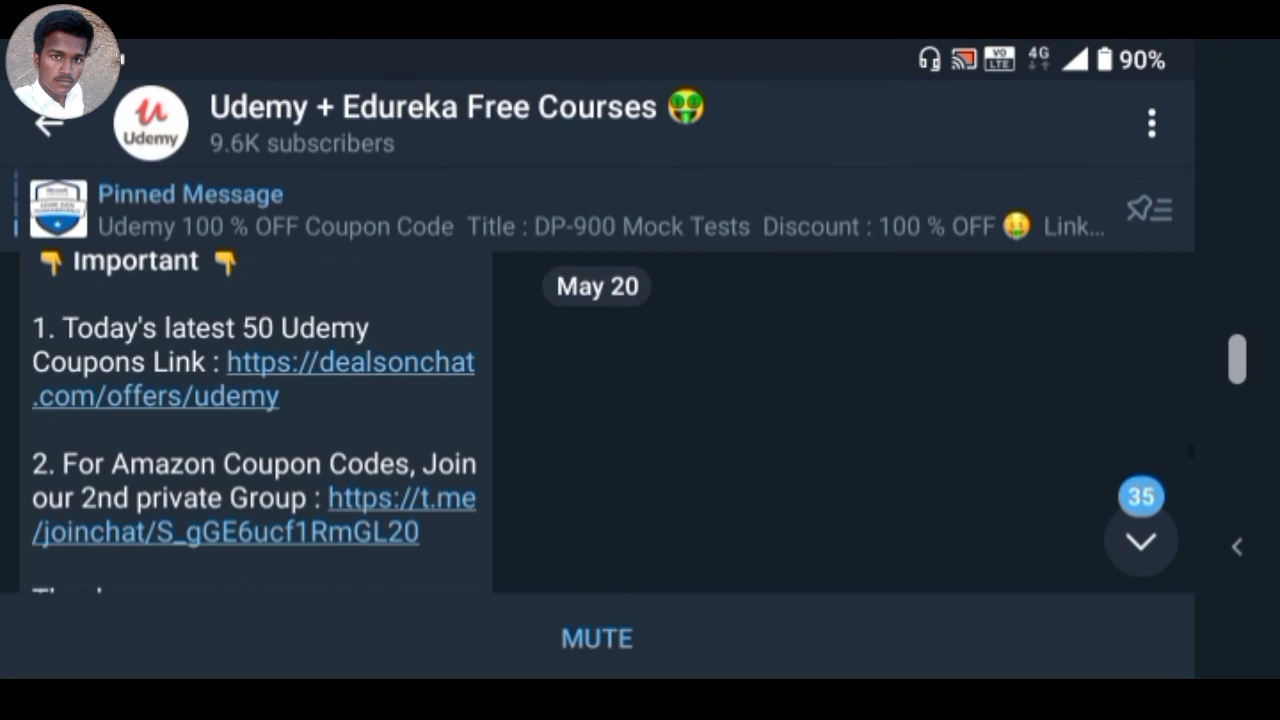 VO
LTE
4G
90%
Udemy
Udemy + Edureka Free Courses 🤑
9.6K subscribers
Pinned Message
Udemy 100 % OFF Coupon Code Title : DP-900 Mock Tests Discount : 100 % OFF 🤑 Link...
👇 Important 👇
May 20
1. Today's latest 50 Udemy
Coupons Link : https://dealsonchat
.com/offers/udemy
2. For Amazon Coupon Codes, Join
our 2nd private Group : https://t.me
/joinchat/S_gGE6ucf1RmGL20
35
MUTE